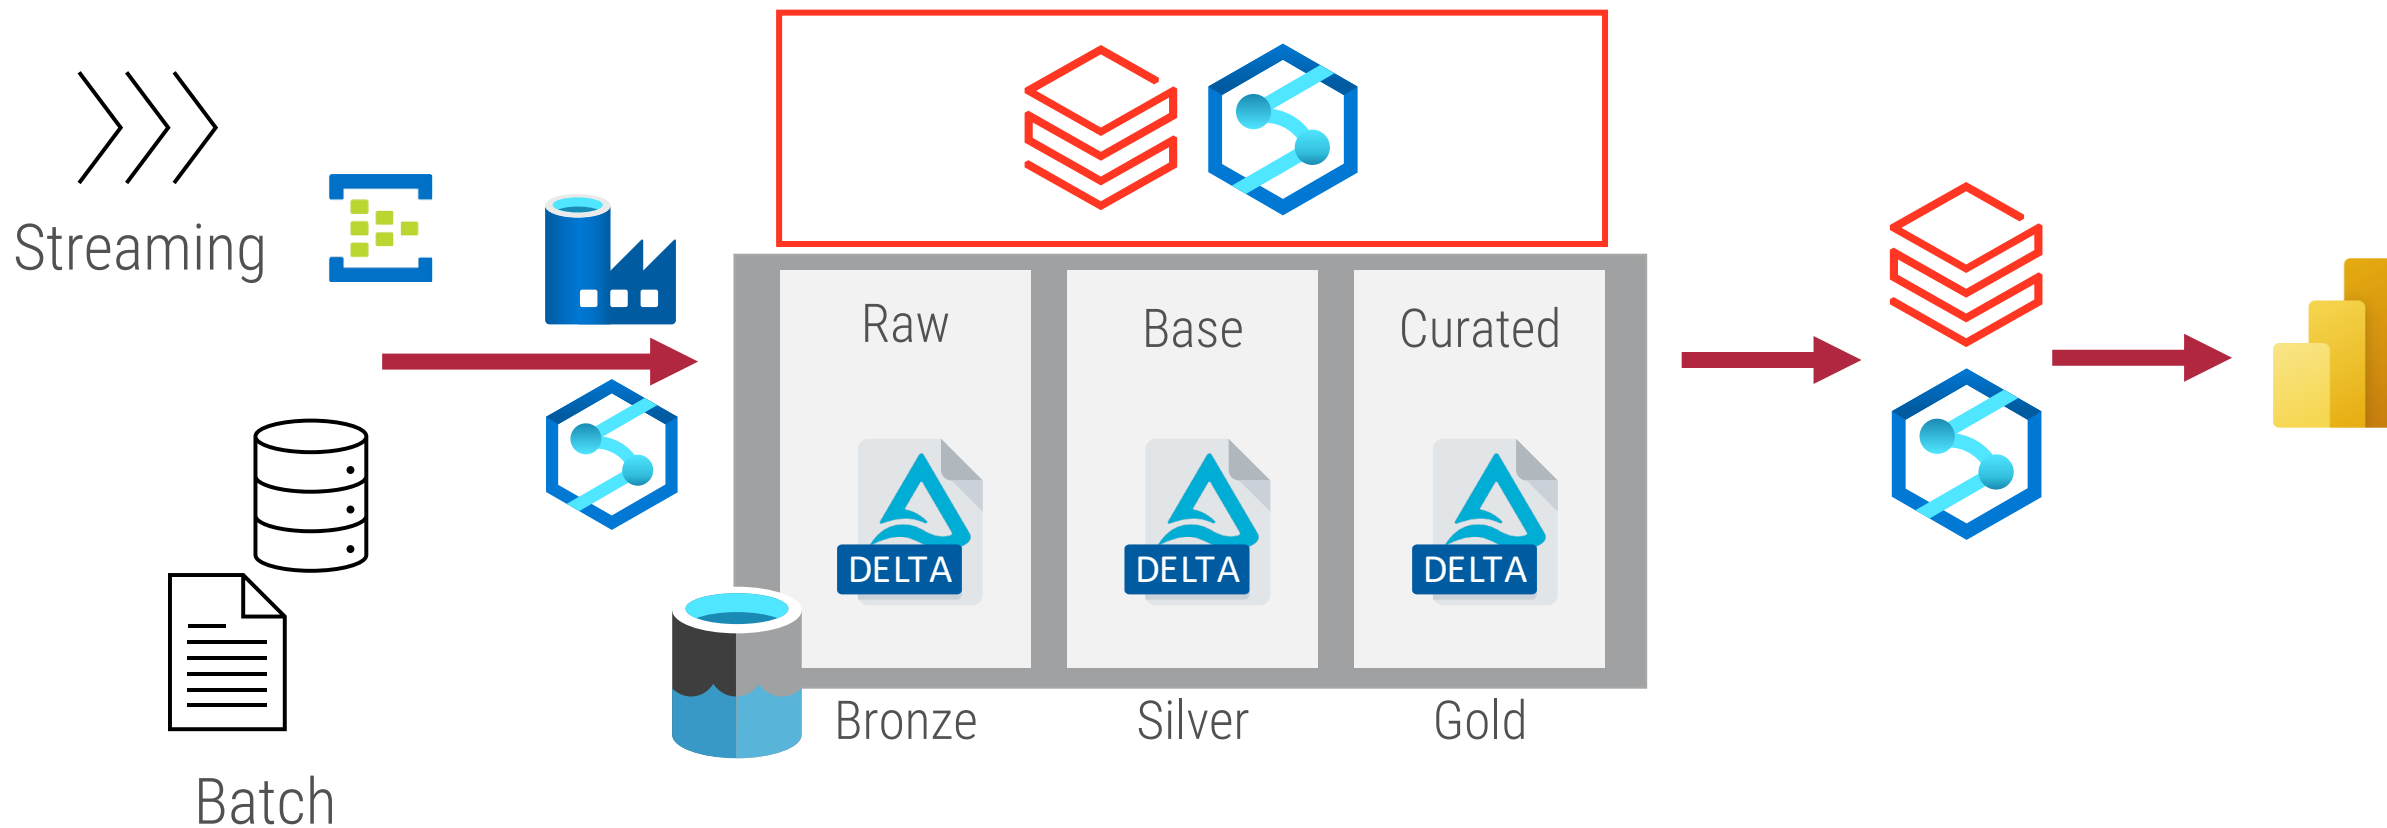 Streaming
Batch
Raw
Base
Curated
DELTA
DELTA
DELTA
Bronze
Silver
Gold